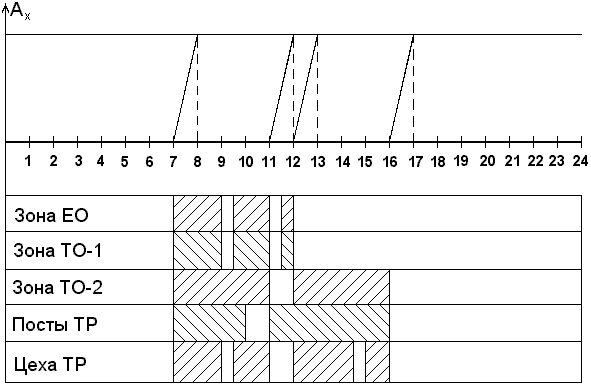 Aх
1 2 3 4 5 6 7 8 9 10 11 12 13 14 15 16 17 18 19 20 21 22 23 24
Зона ЕО
Зона ТО-1
Зона ТО-2
Посты ТР
Цеха ТР